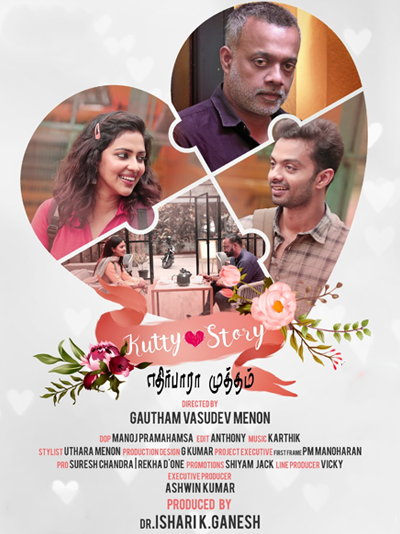 Kutty Story
எதிர்பாரா முத்தம்
DIRECTED BY
GAUTHAM VASUDEV MENON
DOP MANOJ PRAMAHAMSA EDIT ANTHONY MUSIC KARTHIK
STYLIST UTHARA MENON PRODUCTION DESIGN G KUMAR PROJECT EXECUTIVE FIRST FRAME PM MANOHARAN
PRO SURESH CHANDRA | REKHA D'ONE PROMOTIONS SHIYAM JACK LINE PRODUCER VICKY
EXECUTIVE PRODUCER
ASHWIN KUMAR
PRODUCED BY
DR.ISHARI K.GANESH